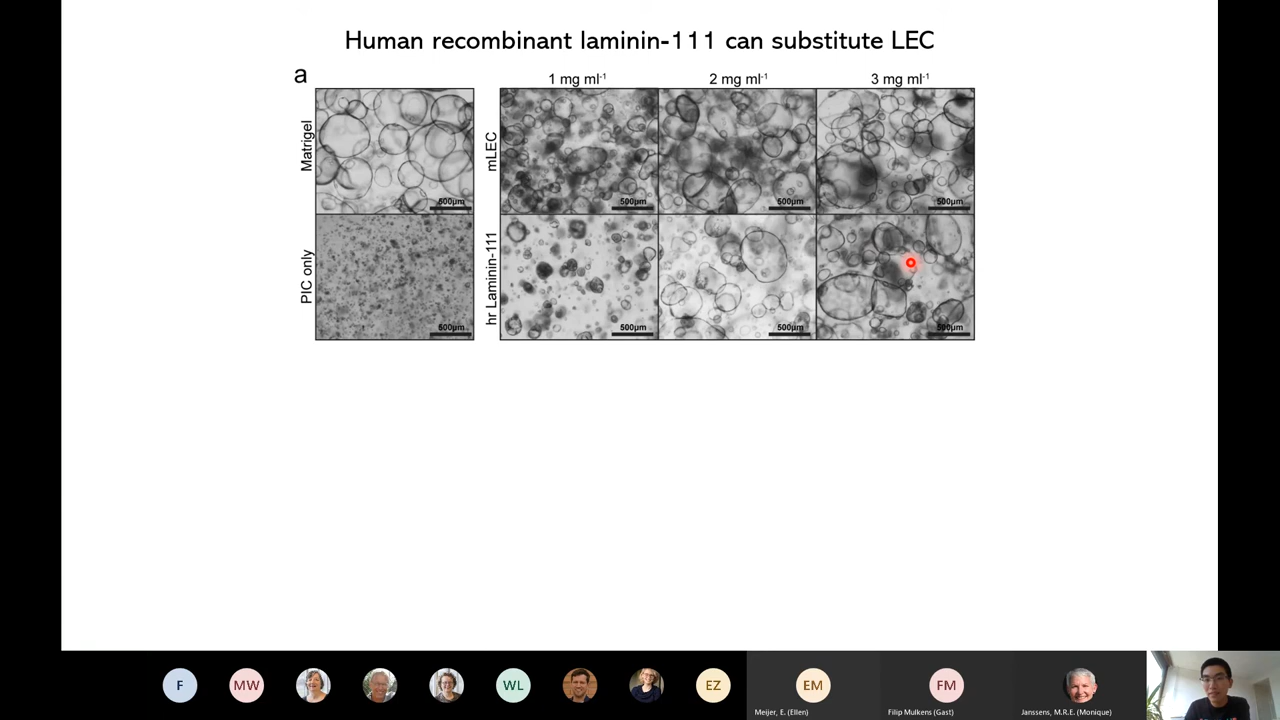 Human recombinant laminin-111 can substitute LEC
a
1 mg ml-1
2 mg ml-1
3 mg ml-1
Matrigel
mLEC
500µm
500µm
500µm
500µm
PIC only
hr Laminin-111
500µm
500µm
500µm
500µm
F
MW
WL
EZ
EM
FM
Meijer, E. (Ellen)
Filip Mulkens (Gast)
Janssens, M.R.E. (Monique)